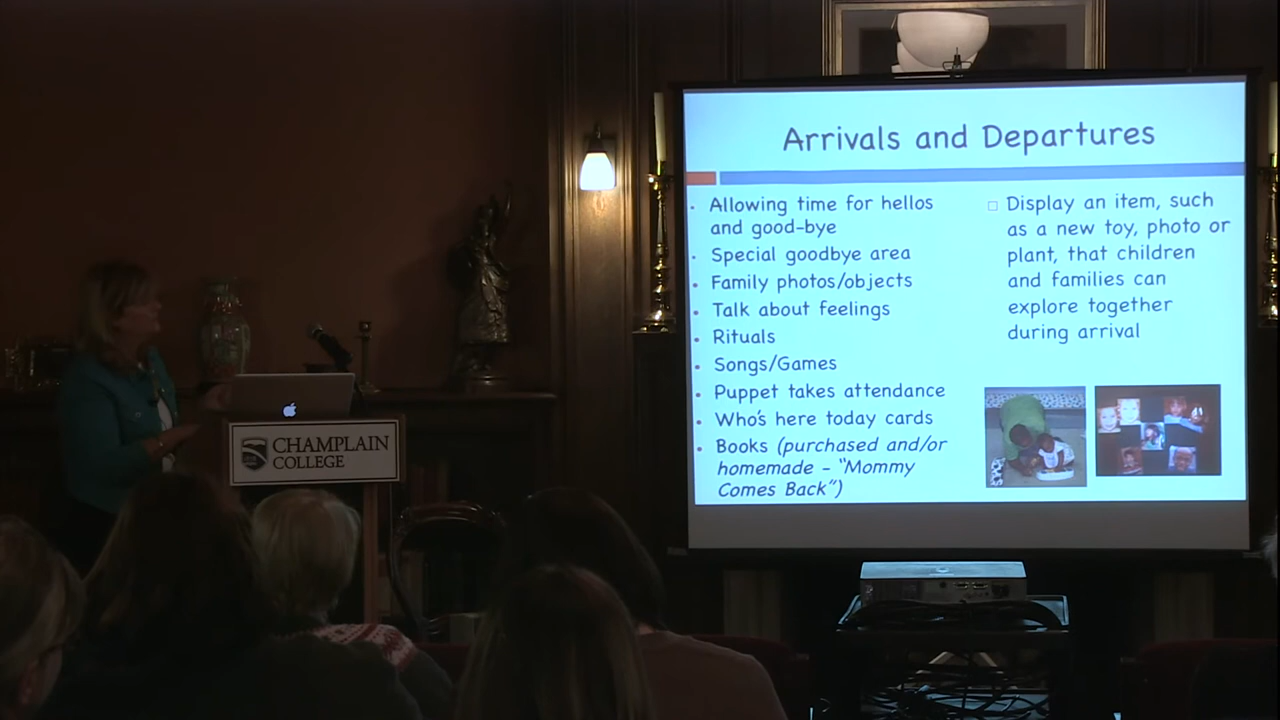 Arrivals and Departures
Allowing time for hellos
and good-bye
Special goodbye area
Family photos/objects
Talk about feelings
Rituals
Songs/Games
Puppet takes attendance
Who's here today cards
Books (purchased and/or
homemade - "Mommy
Comes Back")
Display an item, such
as a new toy, photo or
plant, that children
and families can
explore together
during arrival
CHAMPLAIN
COLLEGE